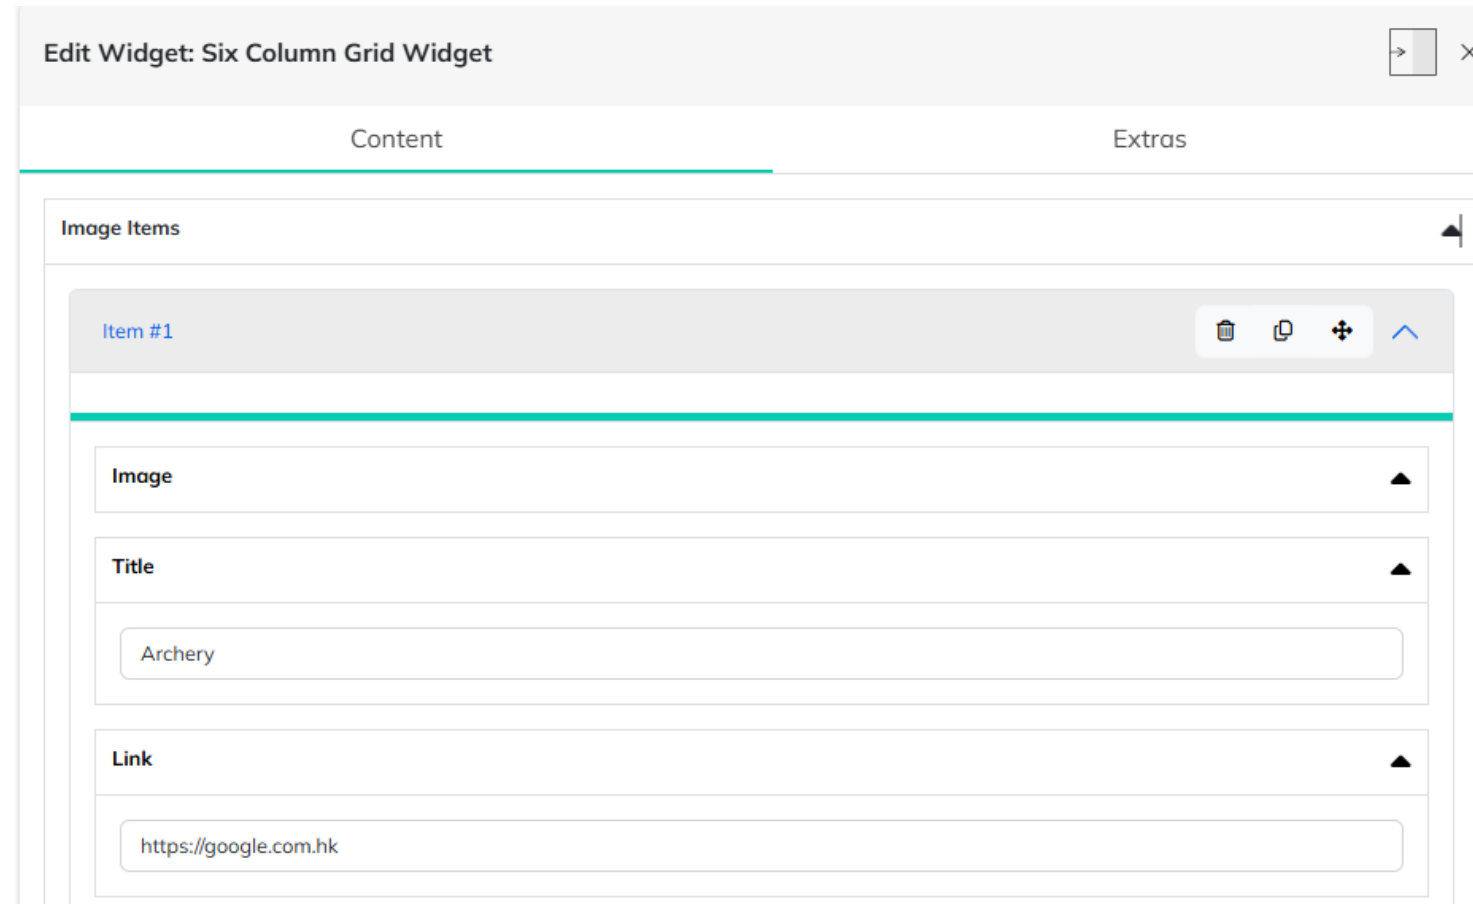 Edit Widget: Six Column Grid Widget
Content
Extras
Image Items
Item #1
Image
Title
Archery
Link
https://google.com.hk